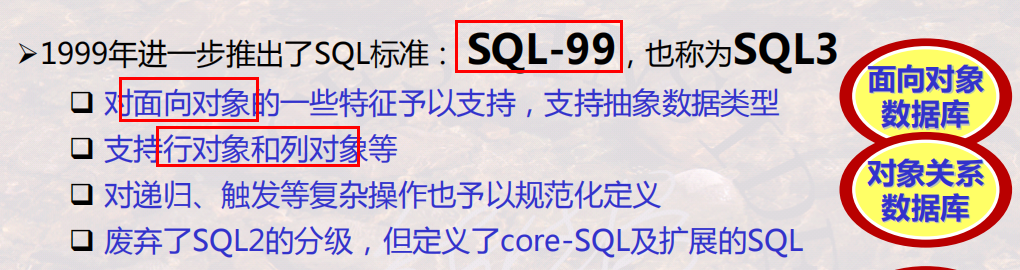 ➢1999年进一步推出了SQL标准：SQL-99，也称为SQL3
❑ 对面向对象的一些特征予以支持，支持抽象数据类型
❑ 支持行对象和列对象等
❑ 对递归、触发等复杂操作也予以规范化定义
❑ 废弃了SQL2的分级，但定义了core-SQL及扩展的SQL
面向对象
数据库
对象关系
数据库